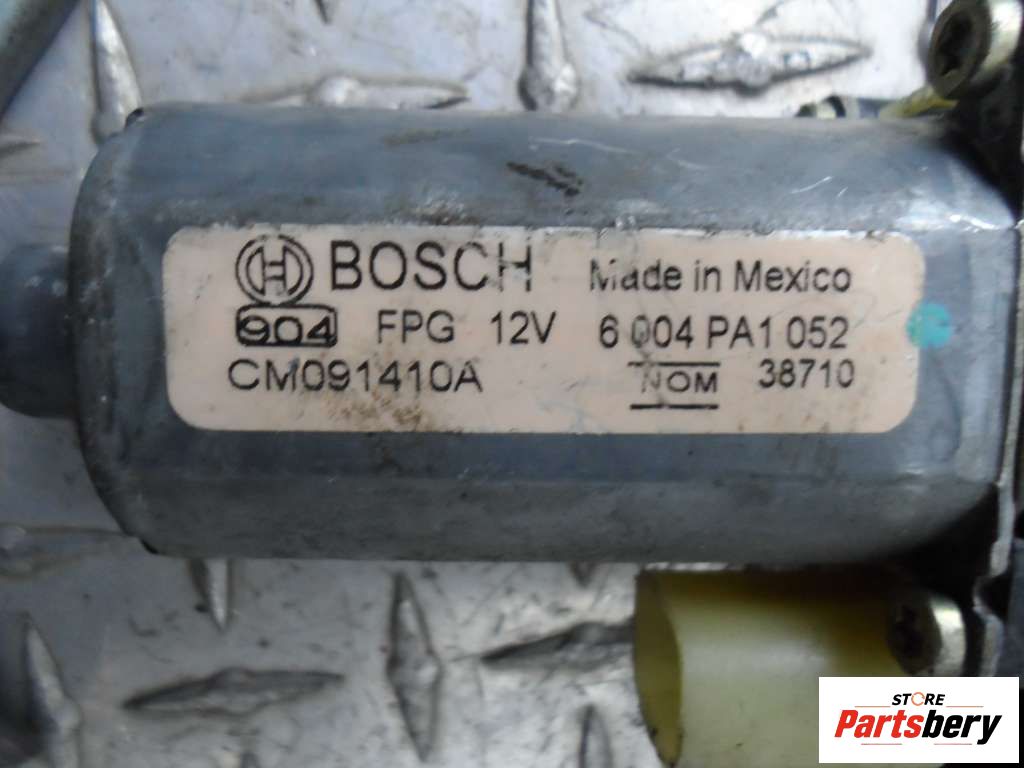 BOSCH Made in Mexico
904 FPG 12V 6 004 PA1 052
CM091410A NOM 38710
STORE
Partsbery